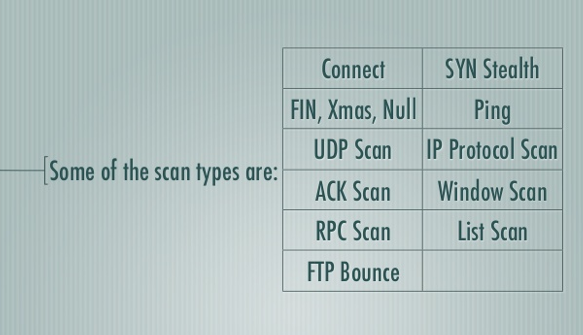 Some of the scan types are:
Connect SYN Stealth
FIN, Xmas, Null Ping
UDP Scan IP Protocol Scan
ACK Scan Window Scan
RPC Scan List Scan
FTP Bounce